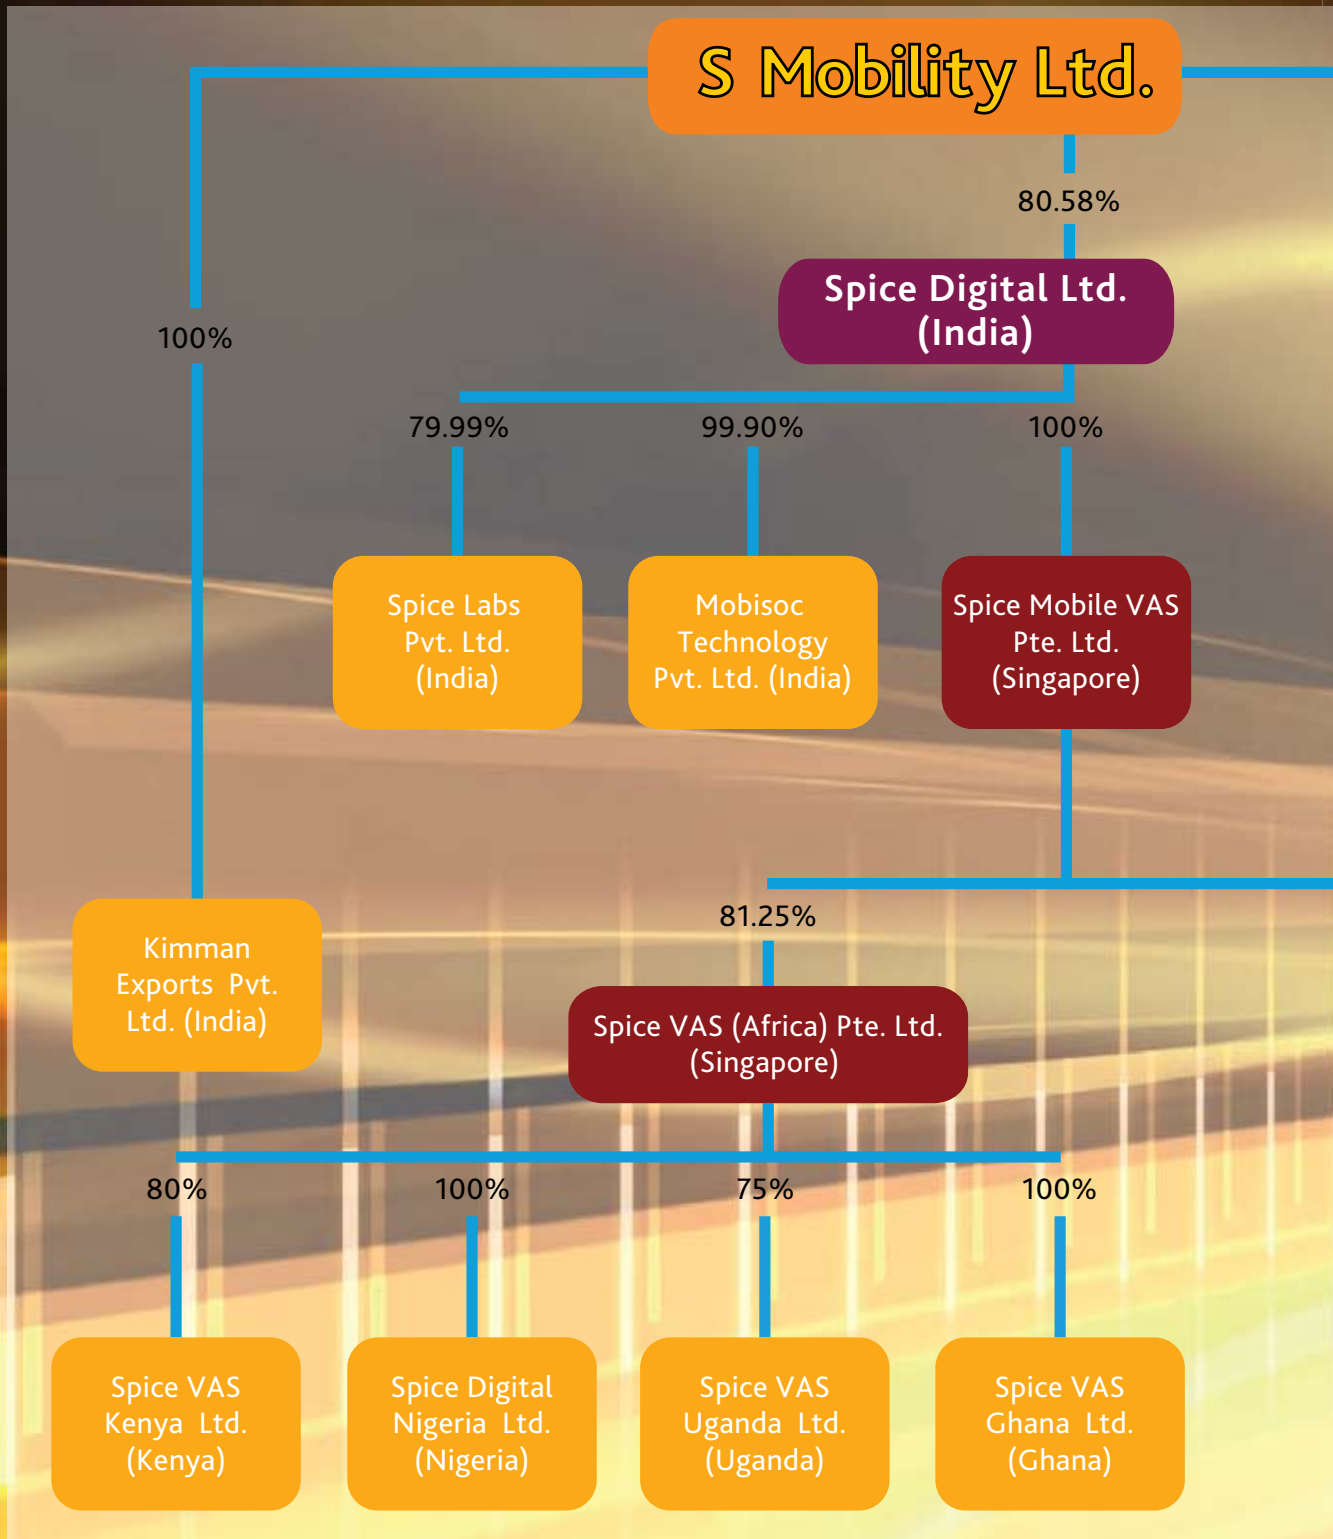 S Mobility Ltd.
80.58%
Spice Digital Ltd.
(India)
100%
79.99%
99.90%
100%
Spice Labs
Pvt. Ltd.
(India)
Mobisoc
Technology
Pvt. Ltd. (India)
Spice Mobile VAS
Pte. Ltd.
(Singapore)
81.25%
Kimman
Exports Pvt.
Ltd. (India)
Spice VAS (Africa) Pte. Ltd.
(Singapore)
80%
100%
75%
100%
Spice VAS
Kenya Ltd.
(Kenya)
Spice Digital
Nigeria Ltd.
(Nigeria)
Spice VAS
Uganda Ltd.
(Uganda)
Spice VAS
Ghana Ltd.
(Ghana)